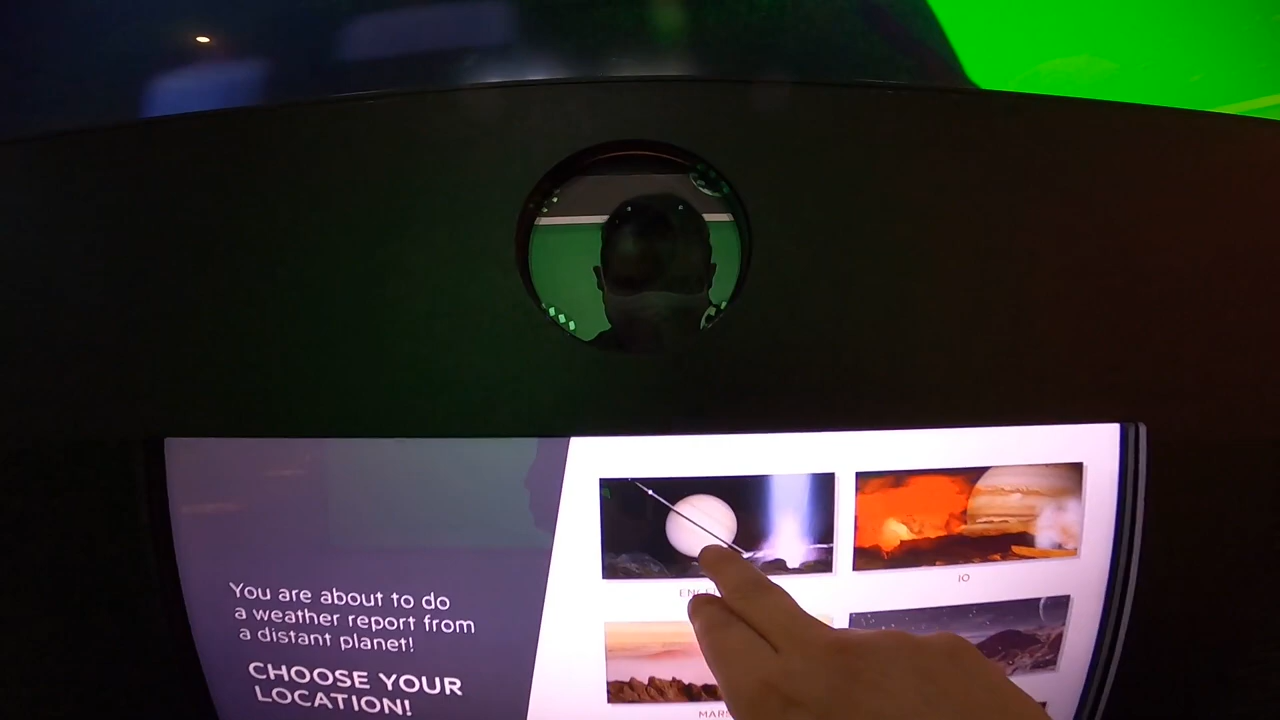 You are about to do
a weather report from
a distant planet!
CHOOSE YOUR
LOCATION!
IO